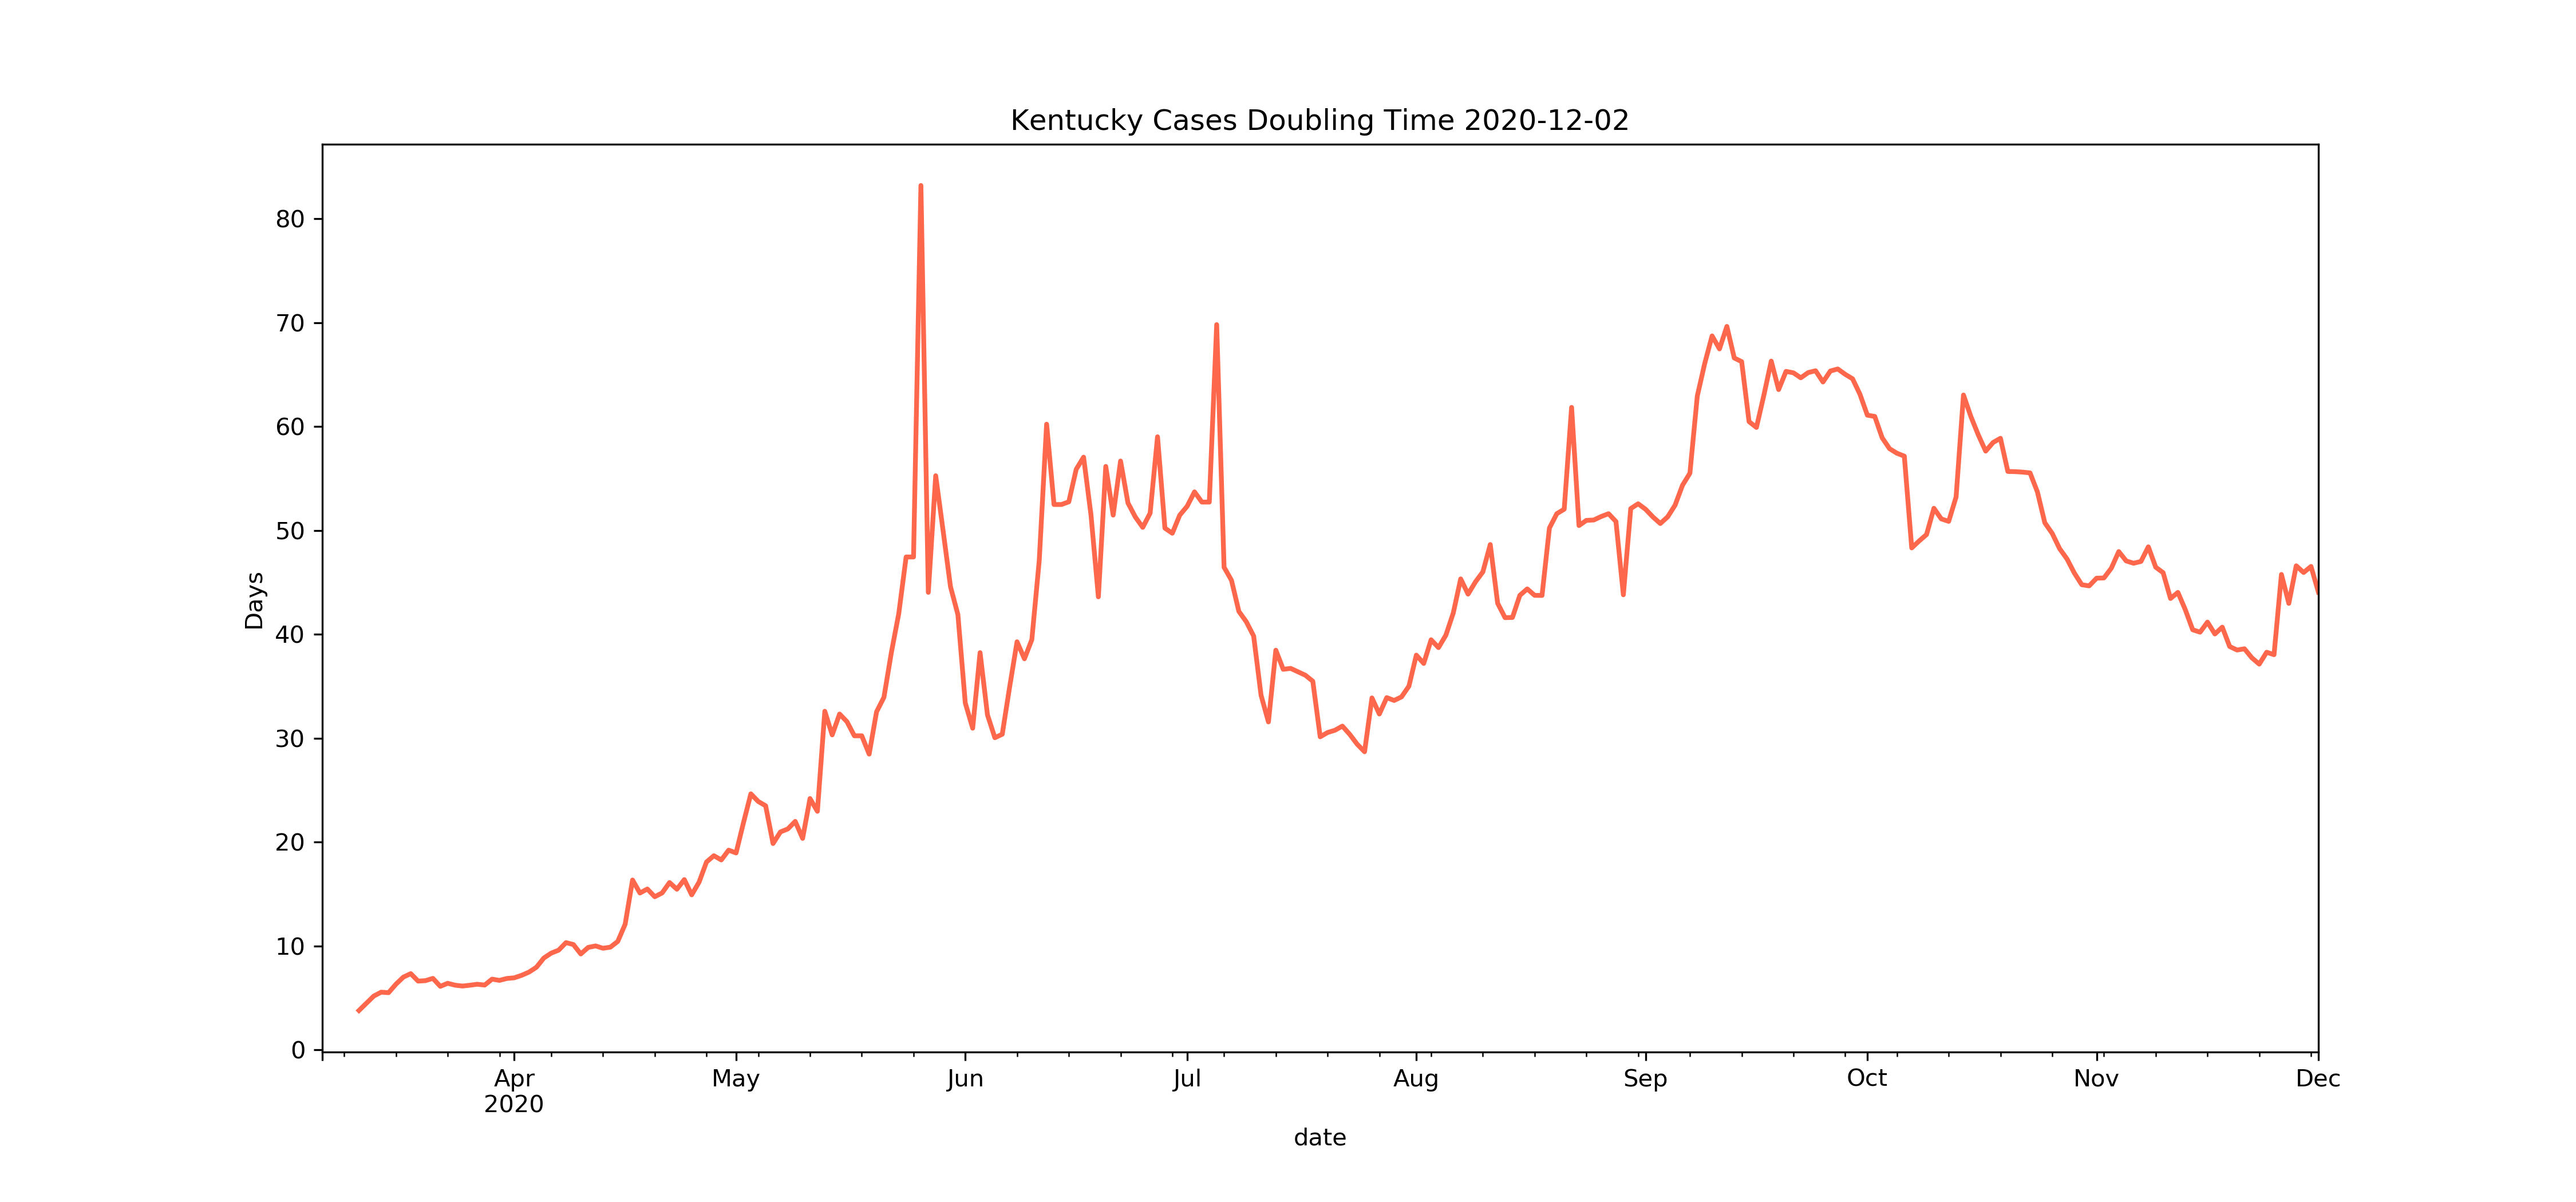 Kentucky Cases Doubling Time 2020-12-02
80
70
60
50
40
30
20
10
0
Days
Apr May Jun Jul Aug Sep Oct Nov Dec
2020
date